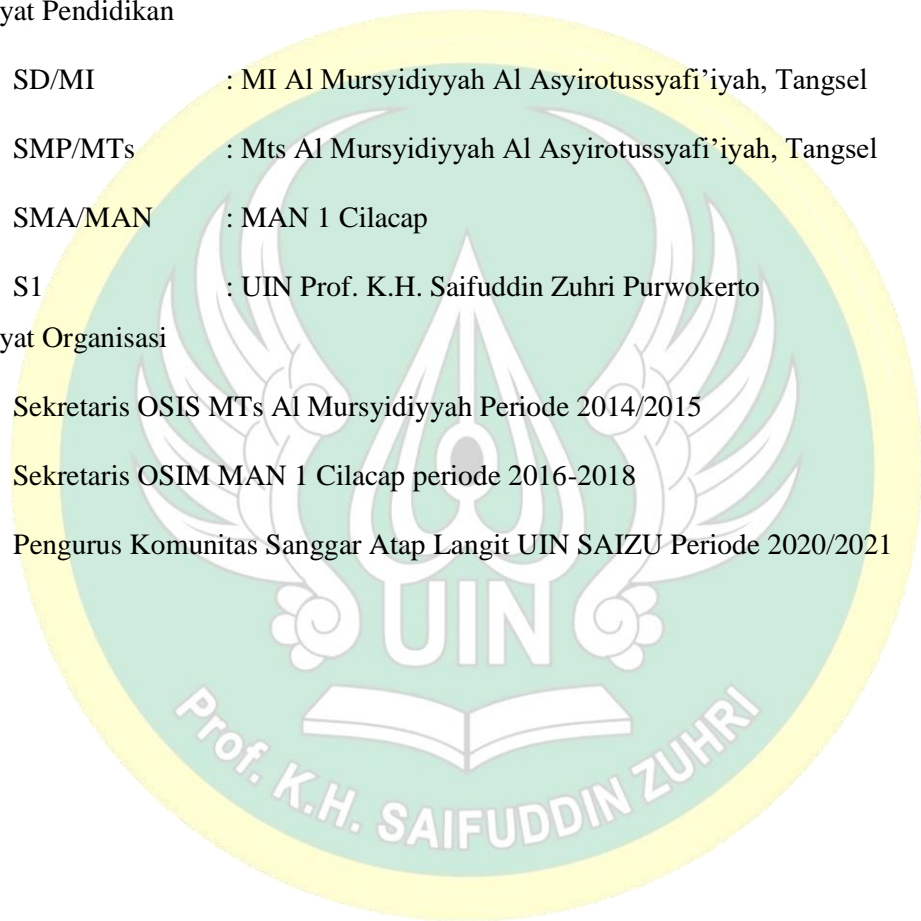 yat Pendidikan
SD/MI : MI Al Mursyidiyyah Al Asyirotussyafi’iyah, Tangsel
SMP/MTs : Mts Al Mursyidiyyah Al Asyirotussyafi’iyah, Tangsel
SMA/MAN : MAN 1 Cilacap
S1 : UIN Prof. K.H. Saifuddin Zuhri Purwokerto
yat Organisasi
Sekretaris OSIS MTs Al Mursyidiyyah Periode 2014/2015
Sekretaris OSIM MAN 1 Cilacap periode 2016-2018
Pengurus Komunitas Sanggar Atap Langit UIN SAIZU Periode 2020/2021
UIN
Prof. K.H. SAIFUDDIN ZUHRI